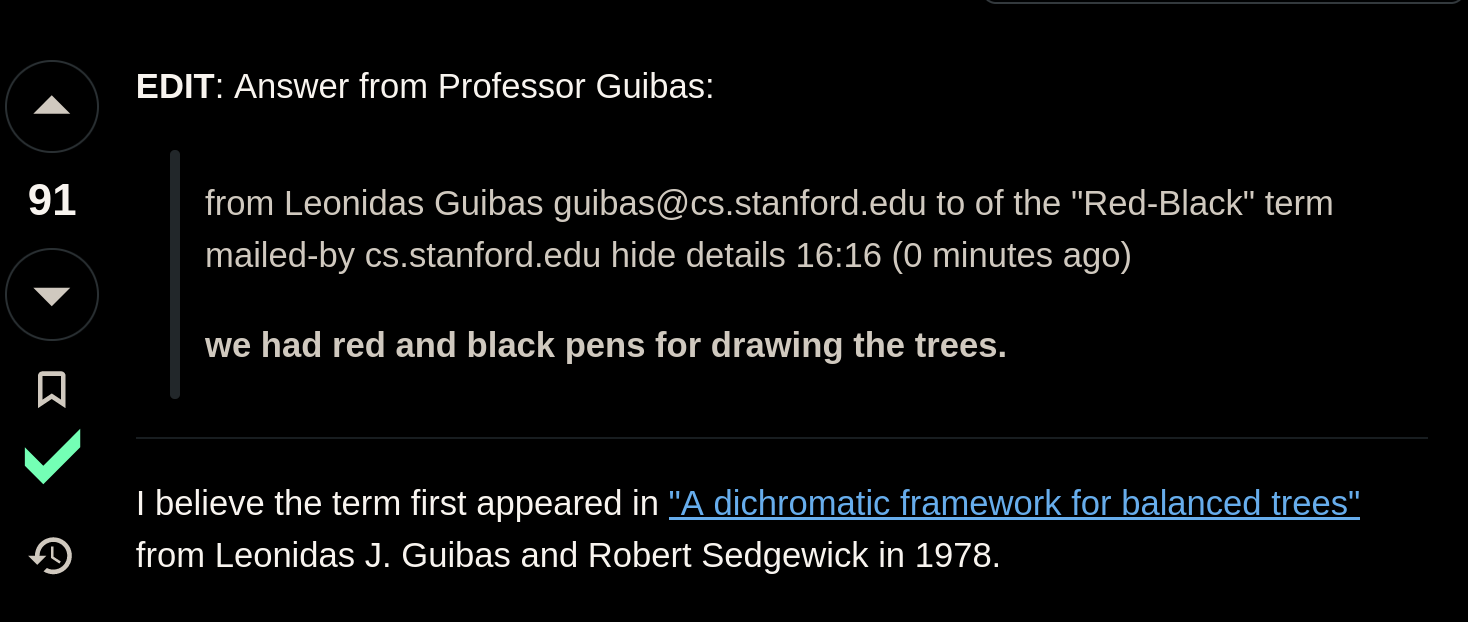 EDIT: Answer from Professor Guibas:
91
from Leonidas Guibas guibas@cs.stanford.edu to of the "Red-Black" term
mailed-by cs.stanford.edu hide details 16:16 (0 minutes ago)
we had red and black pens for drawing the trees.
I believe the term first appeared in "A dichromatic framework for balanced trees"
from Leonidas J. Guibas and Robert Sedgewick in 1978.